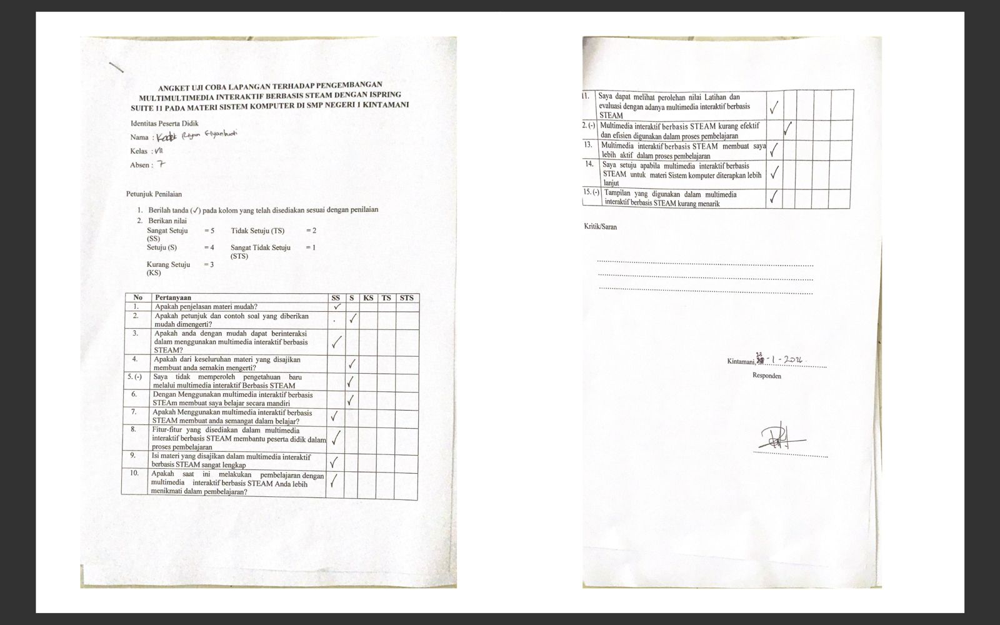 ANGKET UJI COBA LAPANGAN TERHADAP PENGEMBANGAN
MULTIMULTIMEDIA INTERAKTIF BERBASIS STEAM DENGAN ISPRING
SUITE 11 PADA MATERI SISTEM KOMPUTER DI SMP NEGERI 1 KINTAMANI
Identitas Peserta Didik
Nama : Kadek Riyan
Kelas : VII
Absen : 7
Petunjuk Penilaian
1. Berilah tanda (✓) pada kolom yang telah disediakan sesuai dengan penilaian
2. Berikan nilai
Sangat Setuju = 5 Tidak Setuju (TS) = 2
(SS)
Setuju (S) = 4 Sangat Tidak Setuju = 1
(STS)
Kurang Setuju = 3
(KS)
No Pertanyaan SS S KS TS STS
1. Apakah penjelasan materi mudah? ✓
2. Apakah petunjuk dan contoh soal yang diberikan ✓
mudah dimengerti?
3. Apakah anda dengan mudah dapat berinteraksi
dalam menggunakan multimedia interaktif berbasis ✓
STEAM?
4. Apakah dari keseluruhan materi yang disajikan ✓
membuat anda semakin mengerti?
5. (-) Saya tidak memperoleh pengetahuan baru ✓
melalui multimedia interaktif Berbasis STEAM
6. Dengan Menggunakan multimedia interaktif berbasis ✓
STEAm membuat saya belajar secara mandiri
7. Apakah Menggunakan multimedia interaktif berbasis ✓
STEAM membuat anda semangat dalam belajar?
8. Fitur-fitur yang disediakan dalam multimedia
interaktif berbasis STEAM membantu peserta didik dalam ✓
proses pembelajaran
9. Isi materi yang disajikan dalam multimedia interaktif ✓
berbasis STEAM sangat lengkap
10. Apakah saat ini melakukan pembelajaran dengan
multimedia interaktif berbasis STEAM Anda lebih ✓
menikmati dalam pembelajaran?
11. Saya dapat melihat perolehan nilai Latihan dan
evaluasi dengan adanya multimedia interaktif berbasis ✓
STEAM
2. (-) Multimedia interaktif berbasis STEAM kurang efektif ✓
dan efisien digunakan dalam proses pembelajaran
13. Multimedia interaktif berbasis STEAM membuat saya ✓
lebih aktif dalam proses pembelajaran
14. Saya setuju apabila multimedia interaktif berbasis
STEAM untuk materi Sistem komputer diterapkan lebih ✓
lanjut
15. (-) Tampilan yang digunakan dalam multimedia ✓
interaktif berbasis STEAM kurang menarik
Kritik/Saran
Kintamani, 23 - 1 - 2024
Responden